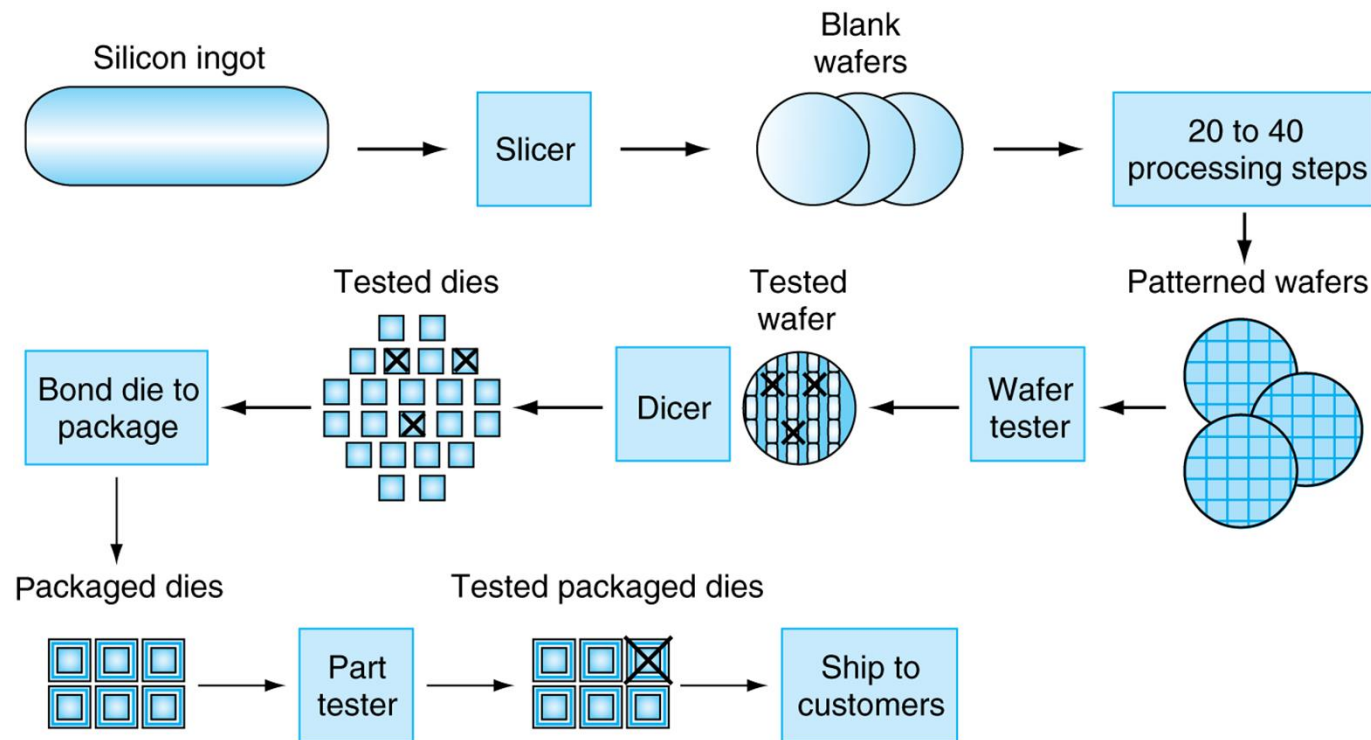 Silicon ingot
Slicer
Blank
wafers
20 to 40
processing steps
Patterned wafers
Wafer
tester
Tested
wafer
Dicer
Tested dies
Bond die to
package
Packaged dies
Part
tester
Tested packaged dies
Ship to
customers